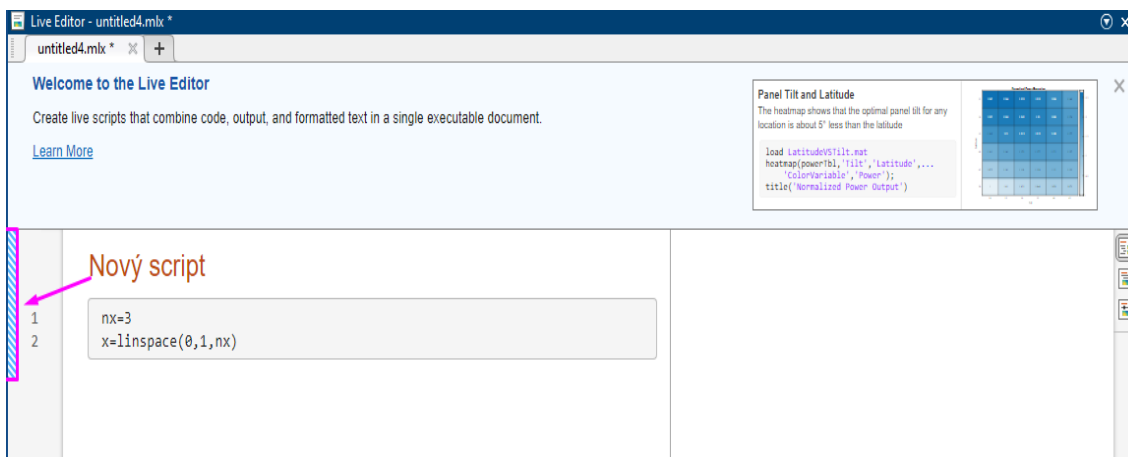 Live Editor - untitled4.mlx *
untitled4.mlx *
Welcome to the Live Editor
Create live scripts that combine code, output, and formatted text in a single executable document.
Learn More
Panel Tilt and Latitude
The heatmap shows that the optimal panel tilt for any
location is about 5° less than the latitude
load LatitudeVSTilt.mat
heatmap(powerTbl,'Tilt','Latitude',...
'ColorVariable','Power');
title('Normalized Power Output')
Nový script
1 nx=3
2 x=linspace(0,1,nx)